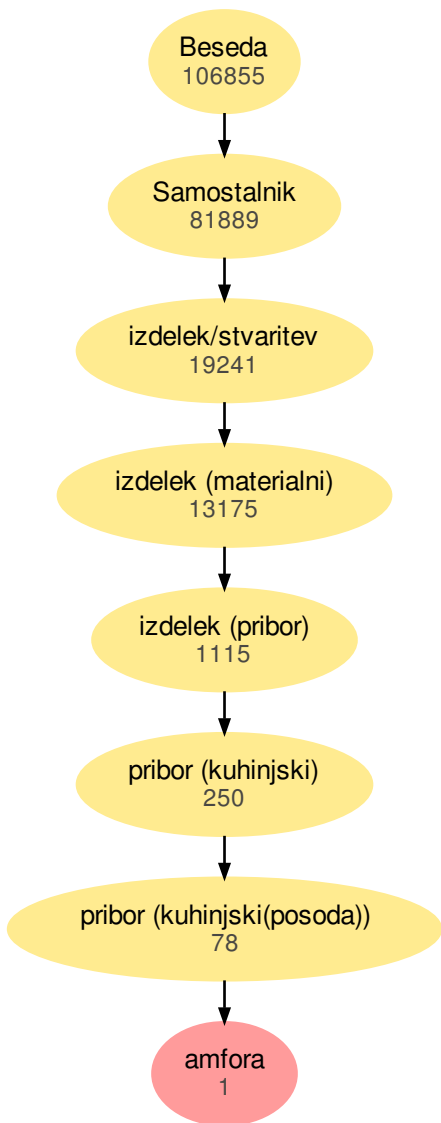 Beseda
106855
Samostalnik
81889
izdelek/stvaritev
19241
izdelek (materialni)
13175
izdelek (pribor)
1115
pribor (kuhinjski)
250
pribor (kuhinjski(posoda))
78
amfora
1